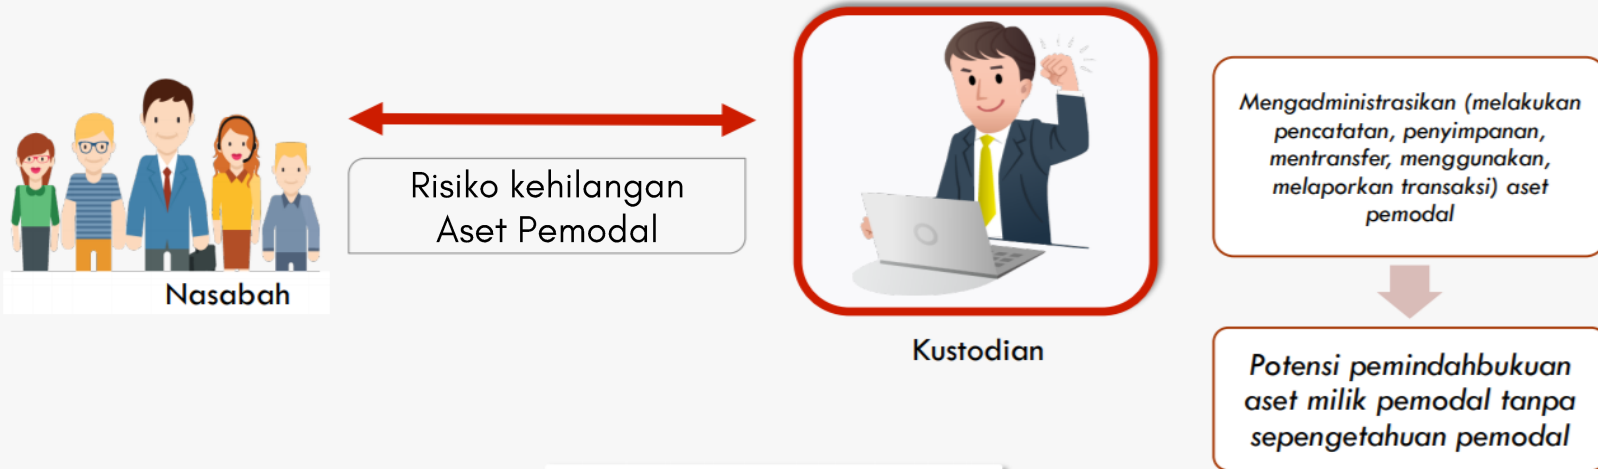 Nasabah
Risiko kehilangan
Aset Pemodal
Kustodian
Mengadministrasikan (melakukan
pencatatan, penyimpanan,
mentransfer, menggunakan,
melaporkan transaksi) aset
pemodal
Potensi pemindahbukuan
aset milik pemodal tanpa
sepengetahuan pemodal